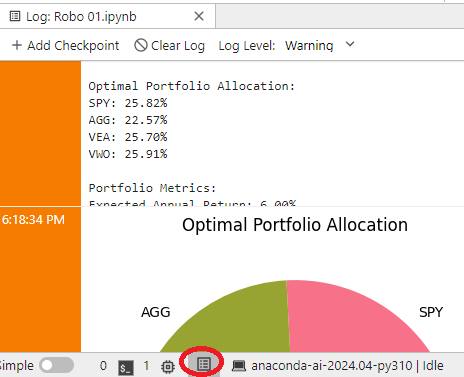 Log: Robo 01.ipynb
+ Add Checkpoint Clear Log Log Level: Warning
Optimal Portfolio Allocation:
SPY: 25.82%
AGG: 22.57%
VEA: 25.70%
VWO: 25.91%
Portfolio Metrics:
Expected Annual Return: 6.00%
6:18:34 PM
Optimal Portfolio Allocation
AGG SPY
Simple 0 $_ 1 anaconda-ai-2024.04-py310 | Idle